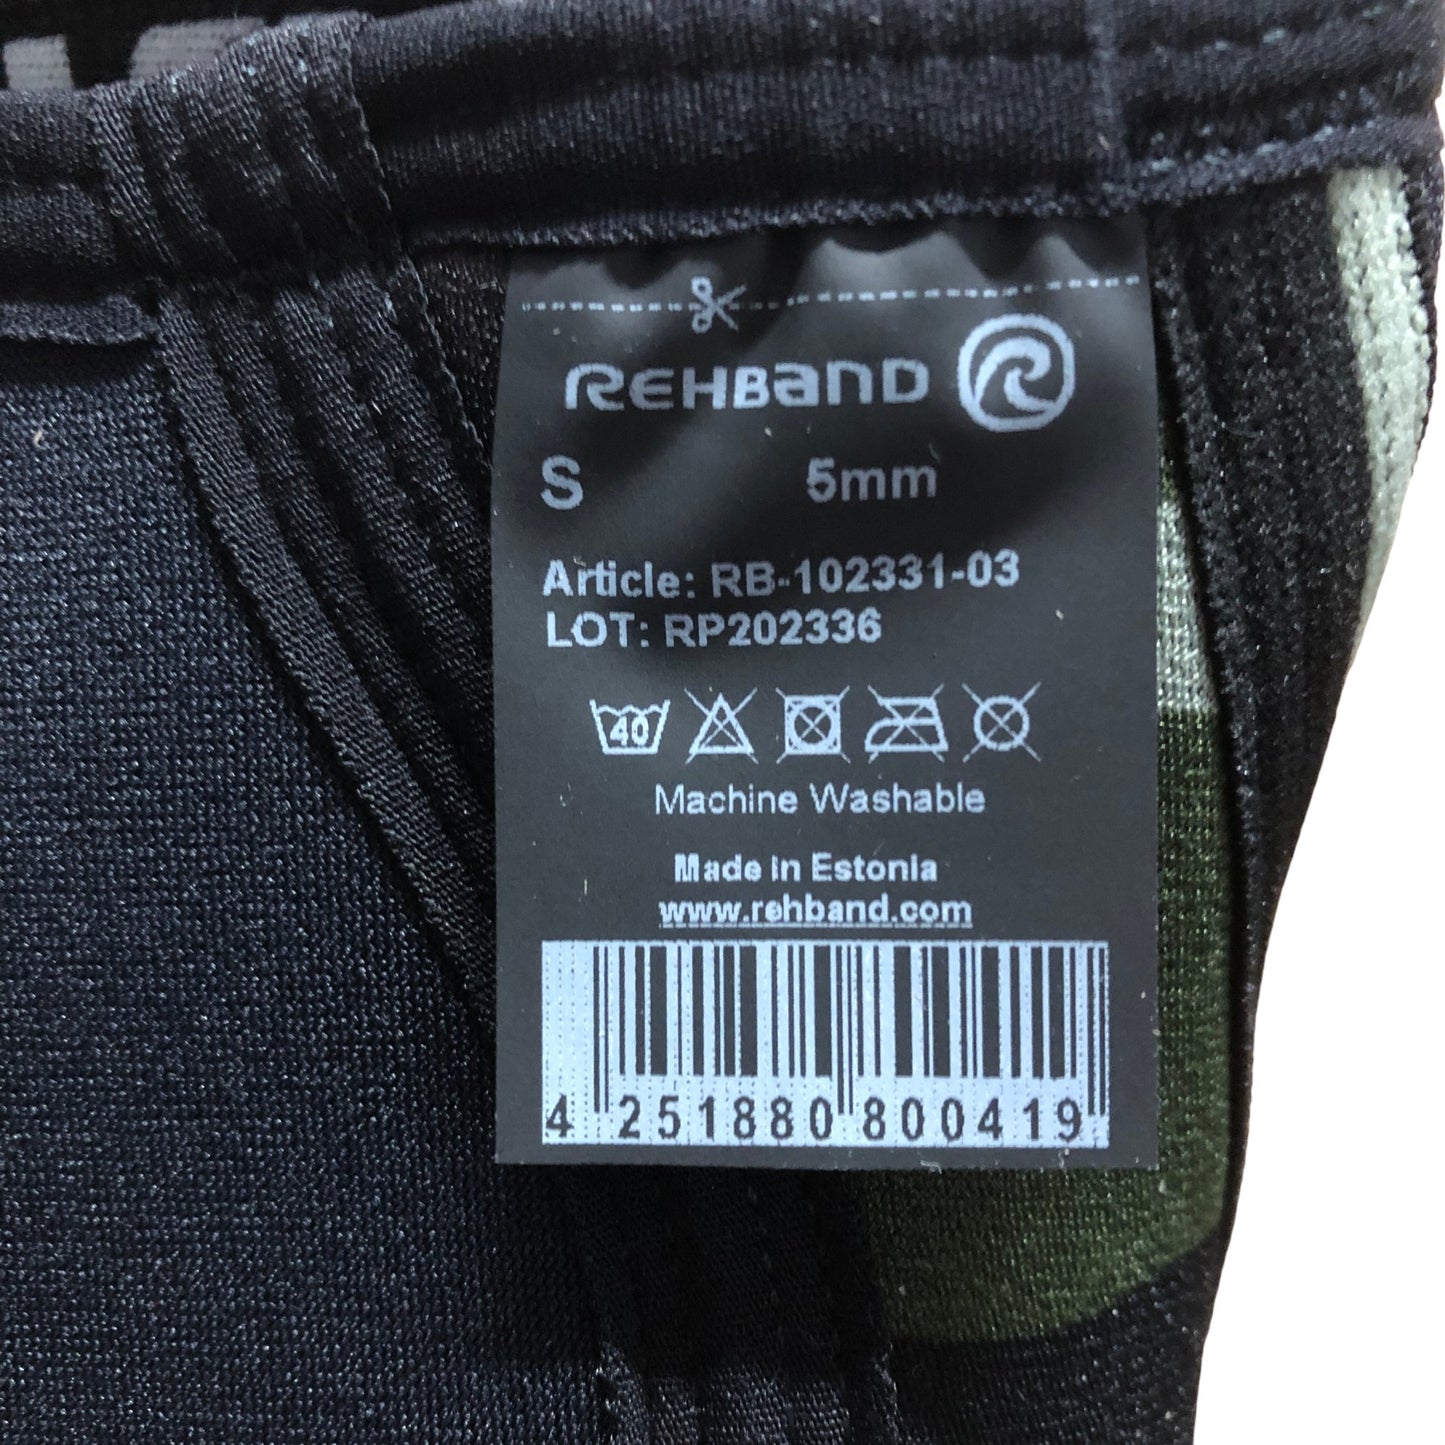 REHBAND
S 5mm
Article: RB-102331-03
LOT: RP202336
40
Machine Washable
Made in Estonia
www.rehband.com
4 251880 800419